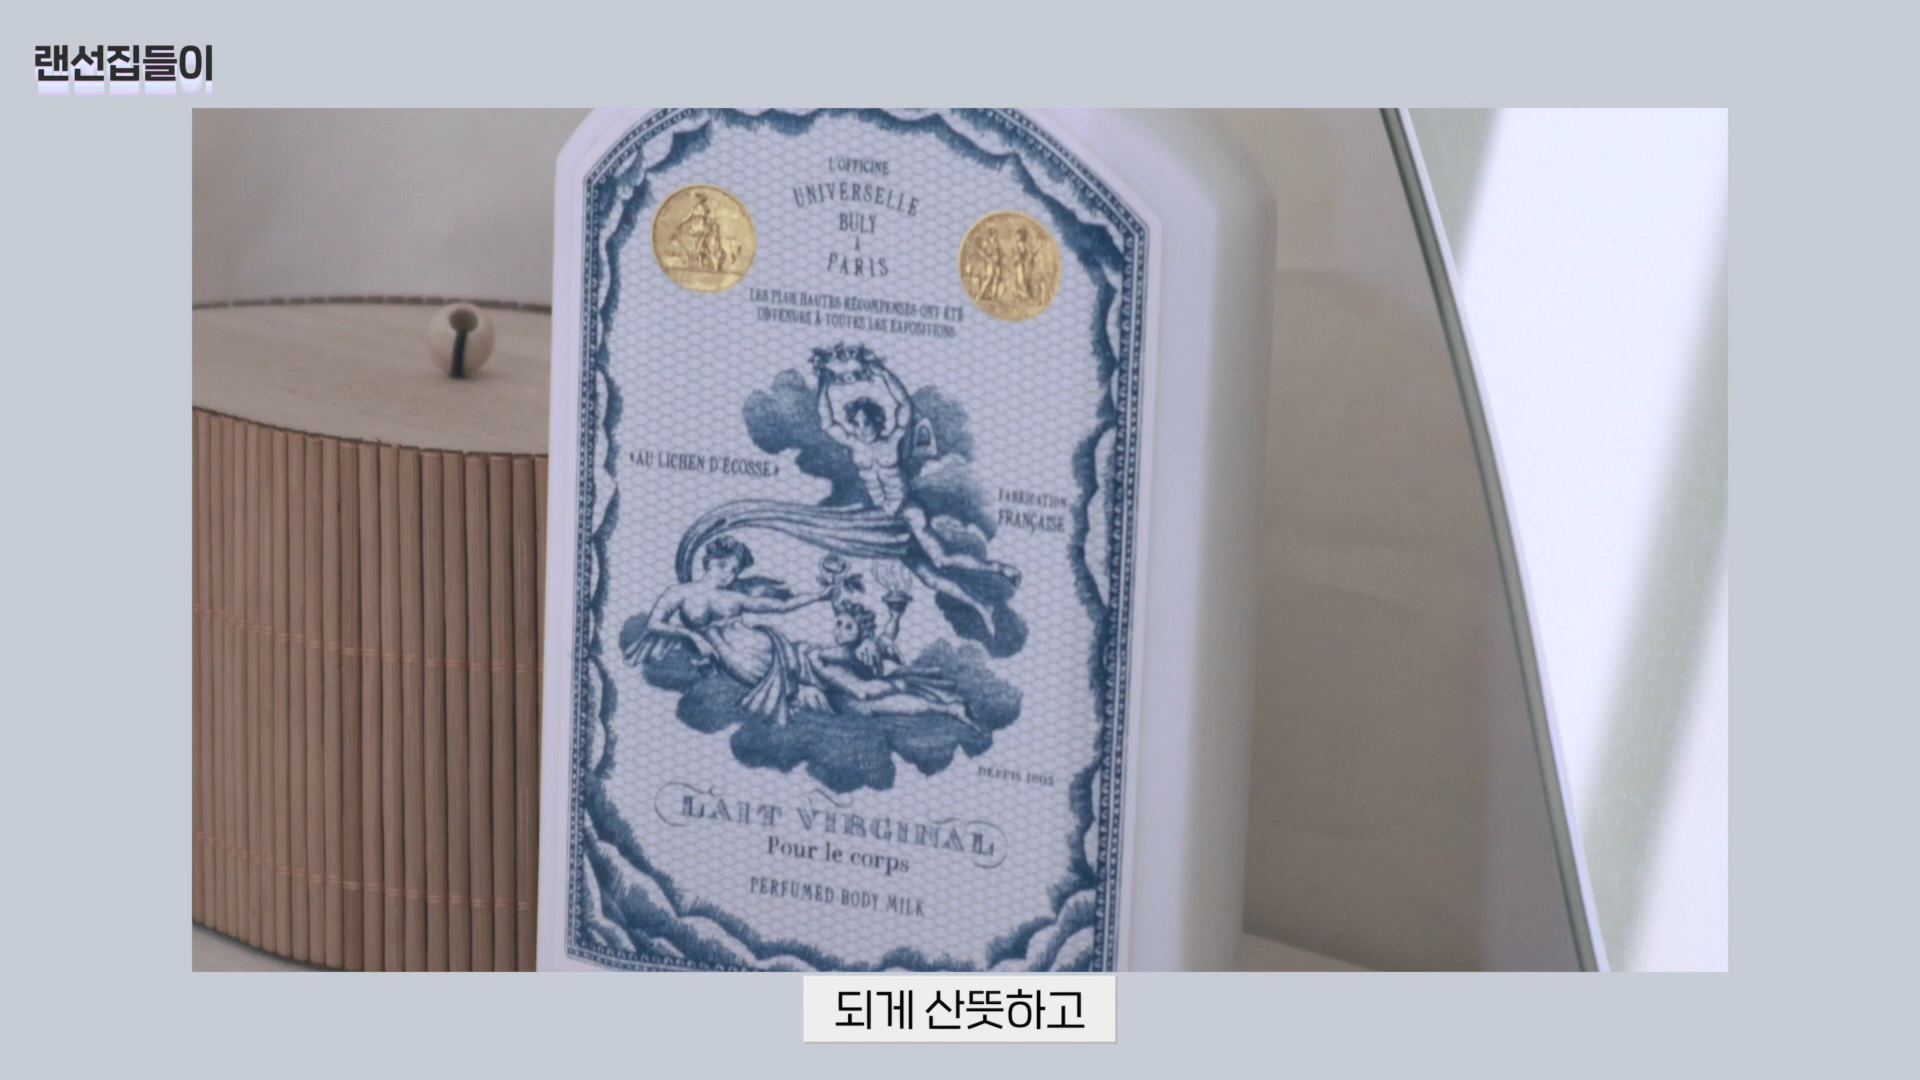 랜선집들이
L'OFFICINE
UNIVERSELLE
BULY
À
PARIS
LES PLUS HAUTES RÉCOMPENSES ONT ÉTÉ
OBTENUES À TOUTES LES EXPOSITIONS
«AU LICHEN D'ÉCOSSE»
FABRICATION
FRANÇAISE
DEPUIS 1803
LAIT VIRGINAL
Pour le corps
PERFUMED BODY MILK
되게 산뜻하고